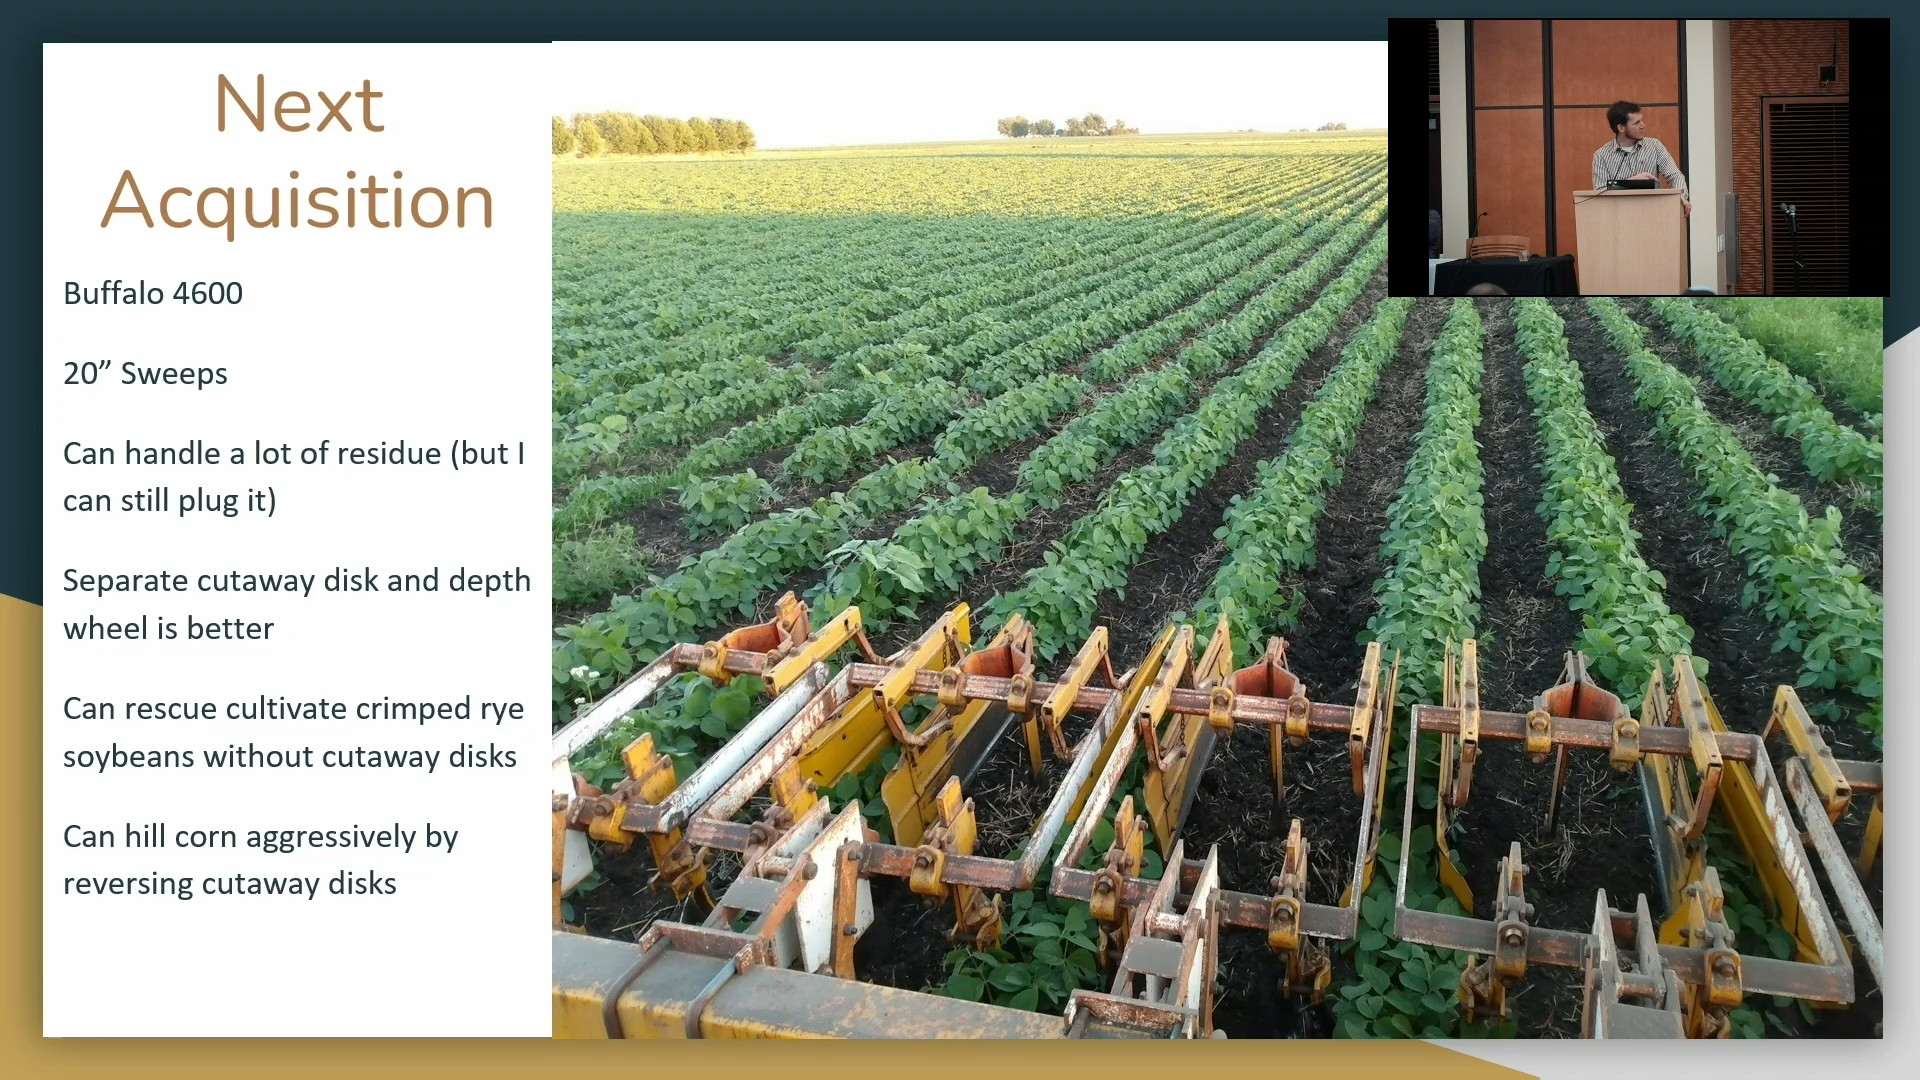 Next
Acquisition
Buffalo 4600
20” Sweeps
Can handle a lot of residue (but I
can still plug it)
Separate cutaway disk and depth
wheel is better
Can rescue cultivate crimped rye
soybeans without cutaway disks
Can hill corn aggressively by
reversing cutaway disks